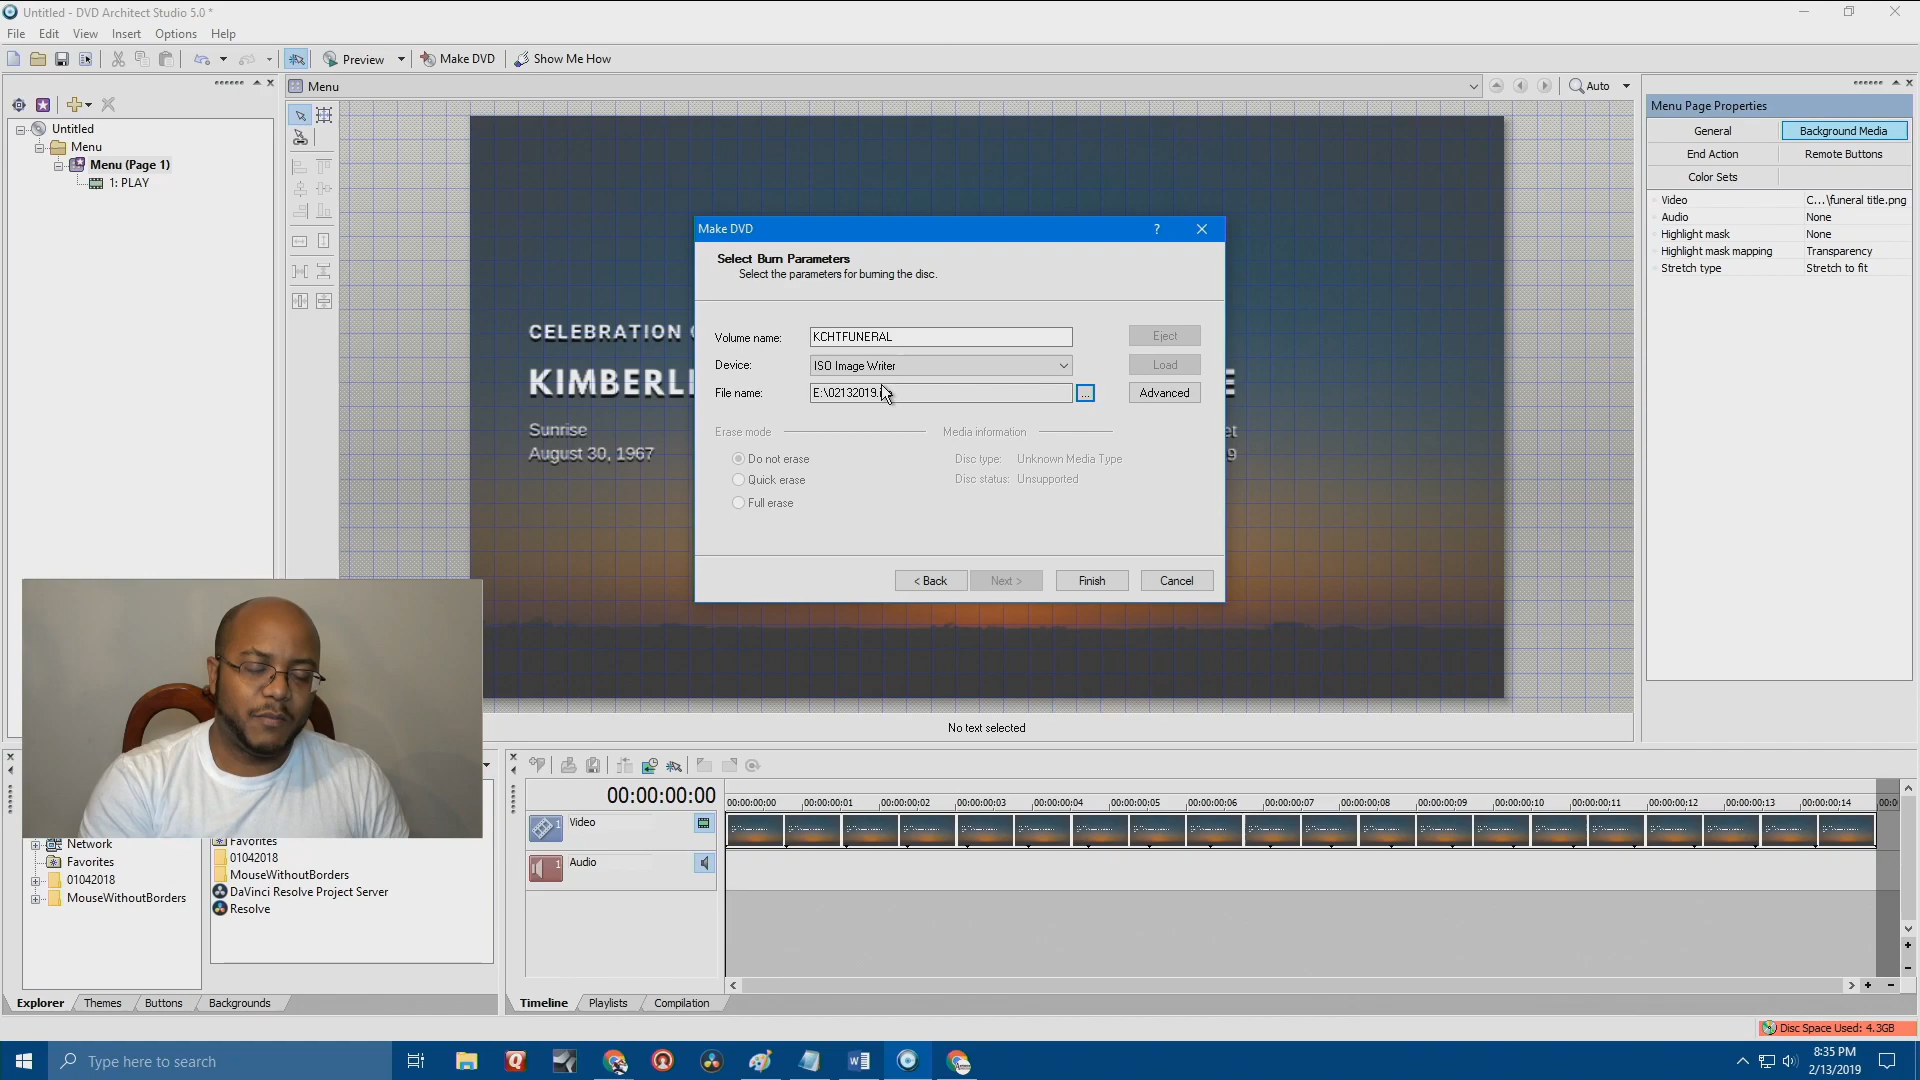 Untitled - DVD Architect Studio 5.0 *
File Edit View Insert Options Help
Preview Make DVD Show Me How
Menu
Auto
Untitled
Menu
Menu (Page 1)
1: PLAY
Menu Page Properties
General Background Media
End Action Remote Buttons
Color Sets
Video C...\funeral title.png
Audio None
Highlight mask None
Highlight mask mapping Transparency
Stretch type Stretch to fit
CELEBRATION
KIMBERLI
Sunrise
August 30, 1967
Make DVD
?
Select Burn Parameters
Select the parameters for burning the disc.
Volume name: KCHTFUNERAL Eject
Device: ISO Image Writer Load
File name: E:\02132019. ... Advanced
Erase mode Media information
Do not erase Disc type: Unknown Media Type
Quick erase Disc status: Unsupported
Full erase
< Back Next > Finish Cancel
No text selected
Network
Favorites
01042018
MouseWithoutBorders
Favorites
01042018
MouseWithoutBorders
DaVinci Resolve Project Server
Resolve
Explorer Themes Buttons Backgrounds
00:00:00:00
00:00:00:00 00:00:00:01 00:00:00:02 00:00:00:03 00:00:00:04 00:00:00:05 00:00:00:06 00:00:00:07 00:00:00:08 00:00:00:09 00:00:00:10 00:00:00:11 00:00:00:12 00:00:00:13 00:00:00:14
1 Video
1 Audio
Timeline Playlists Compilation
Disc Space Used: 4.3GB
Type here to search
8:35 PM
2/13/2019